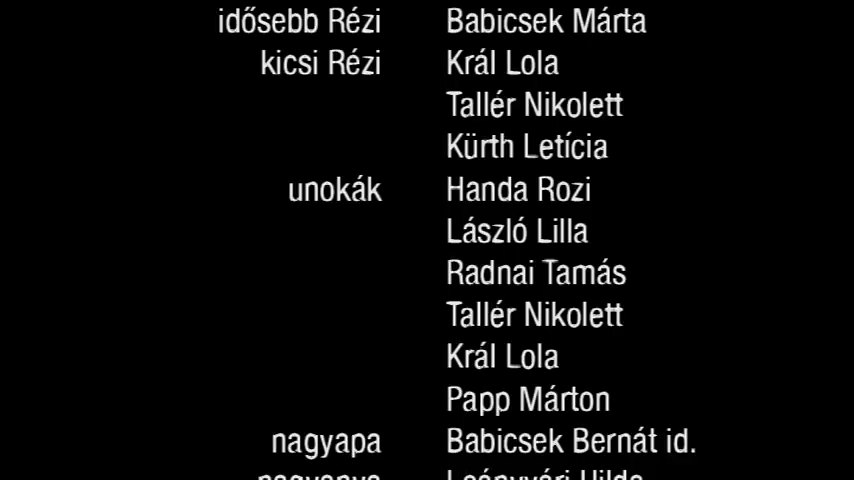 idősebb Rézi Babicsek Márta
kicsi Rézi Král Lola
Tallér Nikolett
Kürth Letícia
unokák Handa Rozi
László Lilla
Radnai Tamás
Tallér Nikolett
Král Lola
Papp Márton
nagyapa Babicsek Bernát id.